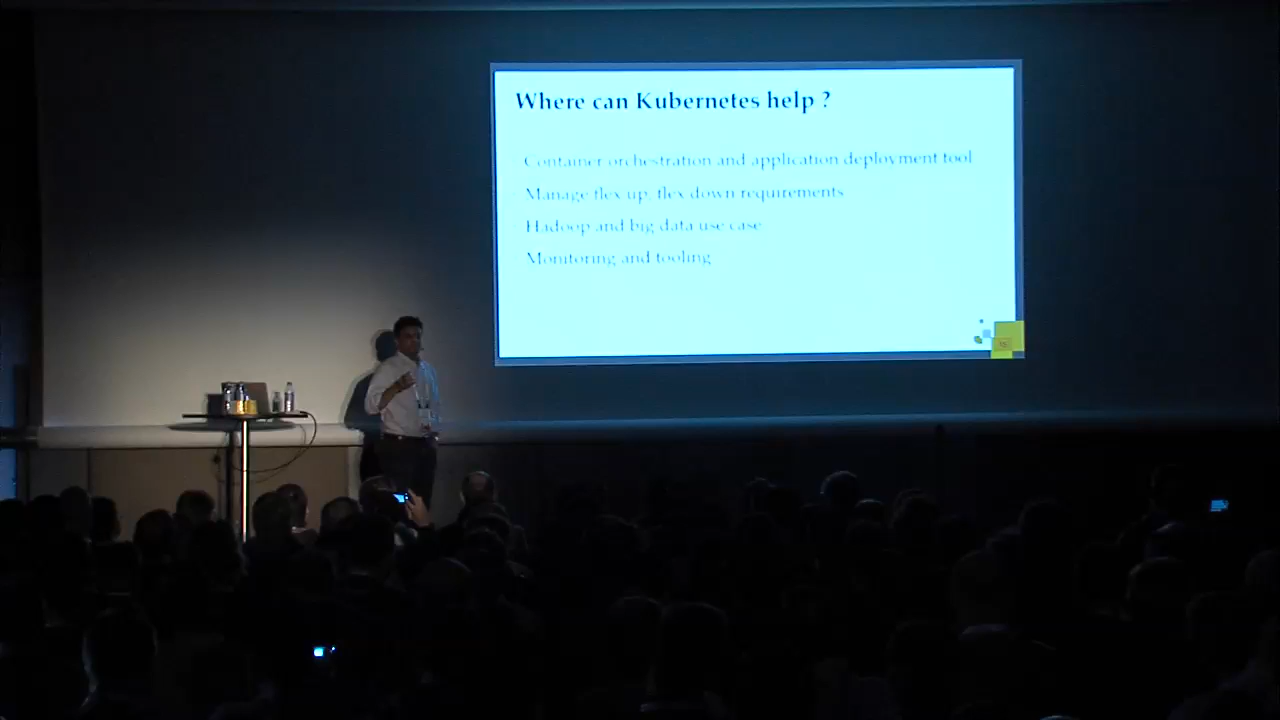 Where can Kubernetes help ?
Container orchestration and application deployment tool
Manage flex up, flex down requirements
Hadoop and big data use case
Monitoring and tooling